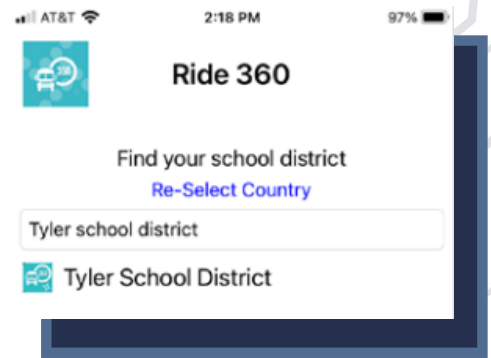 AT&T 2:18 PM 97%
Ride 360
Find your school district
Re-Select Country
Tyler school district
Tyler School District